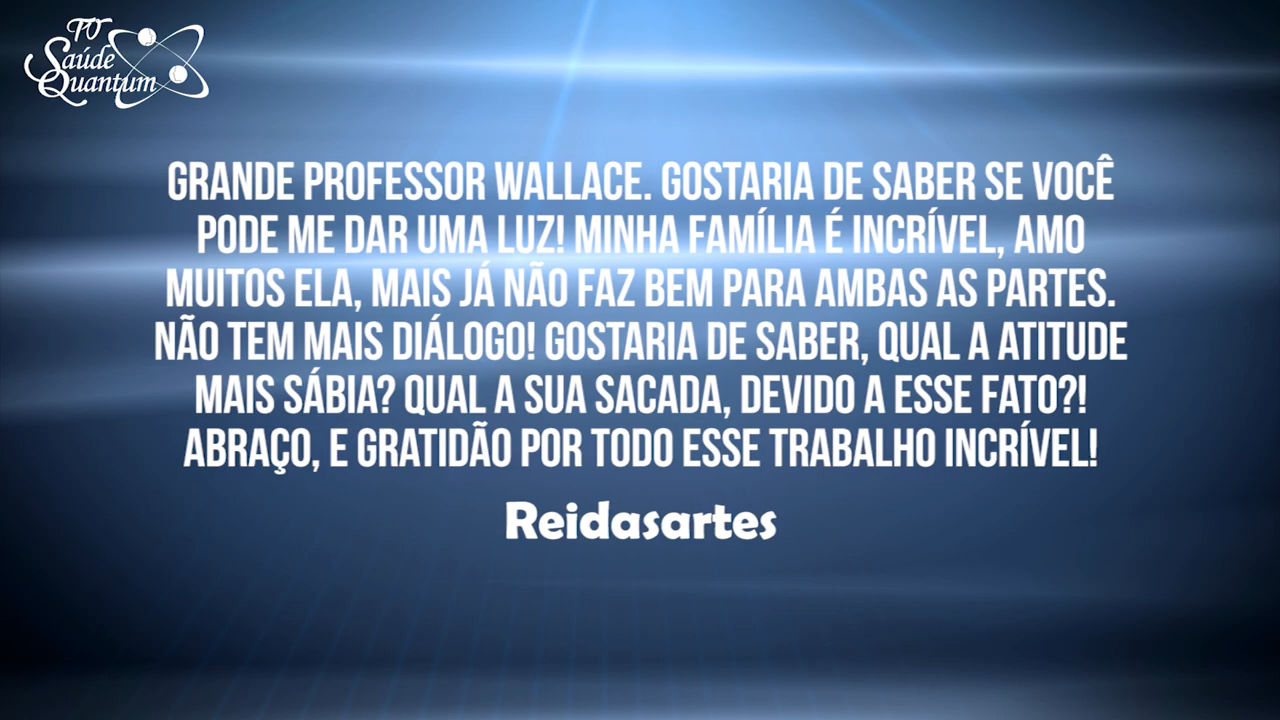 TV
Saúde
Quantum
GRANDE PROFESSOR WALLACE. GOSTARIA DE SABER SE VOCÊ
PODE ME DAR UMA LUZ! MINHA FAMÍLIA É INCRÍVEL, AMO
MUITOS ELA, MAIS JÁ NÃO FAZ BEM PARA AMBAS AS PARTES.
NÃO TEM MAIS DIÁLOGO! GOSTARIA DE SABER, QUAL A ATITUDE
MAIS SÁBIA? QUAL A SUA SACADA, DEVIDO A ESSE FATO?!
ABRAÇO, E GRATIDÃO POR TODO ESSE TRABALHO INCRÍVEL!
Reidasartes